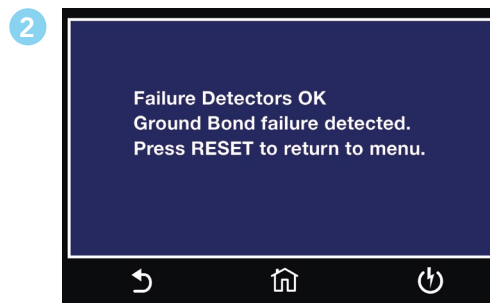 2
Failure Detectors OK
Ground Bond failure detected.
Press RESET to return to menu.